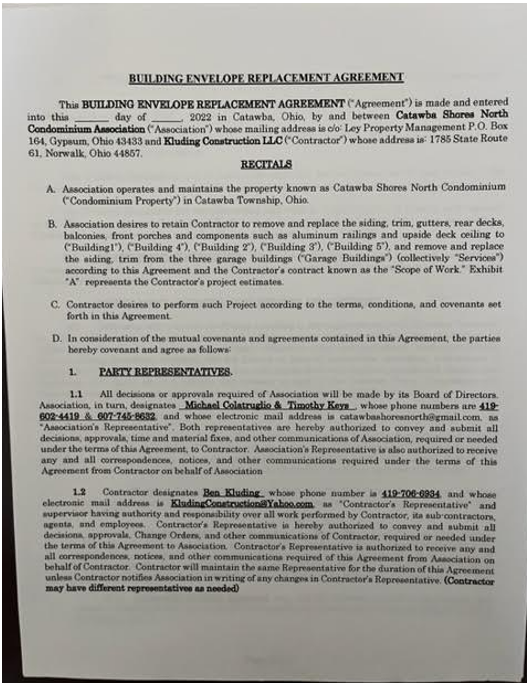 BUILDING ENVELOPE REPLACEMENT AGREEMENT
This BUILDING ENVELOPE REPLACEMENT AGREEMENT ("Agreement") is made and entered
into this ______ day of ______, 2022 in Catawba, Ohio, by and between Catawba Shores North
Condominium Association ("Association") whose mailing address is c/o: Ley Property Management P.O. Box
164, Gypsum, Ohio 43433 and Kluding Construction LLC ("Contractor") whose address is: 1785 State Route
61, Norwalk, Ohio 44857.
RECITALS
A. Association operates and maintains the property known as Catawba Shores North Condominium
("Condominium Property") in Catawba Township, Ohio.
B. Association desires to retain Contractor to remove and replace the siding, trim, gutters, rear decks,
balconies, front porches and components such as aluminum railings and upside deck ceiling to
("Building1"), ("Building 4"), ("Building 2"), ("Building 3"), ("Building 5"), and remove and replace
the siding, trim from the three garage buildings ("Garage Buildings") (collectively "Services")
according to this Agreement and the Contractor's contract known as the "Scope of Work." Exhibit
"A" represents the Contractor's project estimates.
C. Contractor desires to perform such Project according to the terms, conditions, and covenants set
forth in this Agreement.
D. In consideration of the mutual covenants and agreements contained in this Agreement, the parties
hereby covenant and agree as follows:
1. PARTY REPRESENTATIVES.
1.1 All decisions or approvals required of Association will be made by its Board of Directors.
Association, in turn, designates Michael Colatruglio & Timothy Keys, whose phone numbers are 419-
602-4419 & 607-745-8632, and whose electronic mail address is catawbashoresnorth@gmail.com, as
"Association's Representative". Both representatives are hereby authorized to convey and submit all
decisions, approvals, time and material fixes, and other communications of Association, required or needed
under the terms of this Agreement, to Contractor. Association's Representative is also authorized to receive
any and all correspondences, notices, and other communications required under the terms of this
Agreement from Contractor on behalf of Association
1.2 Contractor designates Ben Kluding whose phone number is 419-706-6934, and whose
electronic mail address is KludingConstruction@Yahoo.com, as "Contractor's Representative" and
supervisor having authority and responsibility over all work performed by Contractor, its sub-contractors,
agents, and employees. Contractor's Representative is hereby authorized to convey and submit all
decisions, approvals, Change Orders, and other communications of Contractor, required or needed under
the terms of this Agreement to Association. Contractor's Representative is authorized to receive any and
all correspondences, notices, and other communications required of this Agreement from Association on
behalf of Contractor. Contractor will maintain the same Representative for the duration of this Agreement
unless Contractor notifies Association in writing of any changes in Contractor's Representative. (Contractor
may have different representatives as needed)